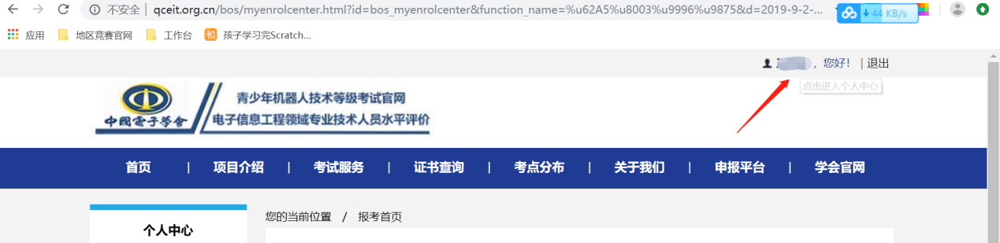 不安全 | qceit.org.cn/bos/myenrolcenter.html?id=bos_myenrolcenter&function_name=%u62A5%u8003%u9996%u9875&d=2019-9-2-...
44 KB/s
应用 地区竞赛官网 工作台 和 孩子学习完Scratch...
，您好！ | 退出
点击进入个人中心
青少年机器人技术等级考试官网
中國電子學會 电子信息工程领域专业技术人员水平评价
首页 | 项目介绍 | 考试服务 | 证书查询 | 考点分布 | 关于我们 | 申报平台 | 学会官网
您的当前位置 / 报考首页
个人中心